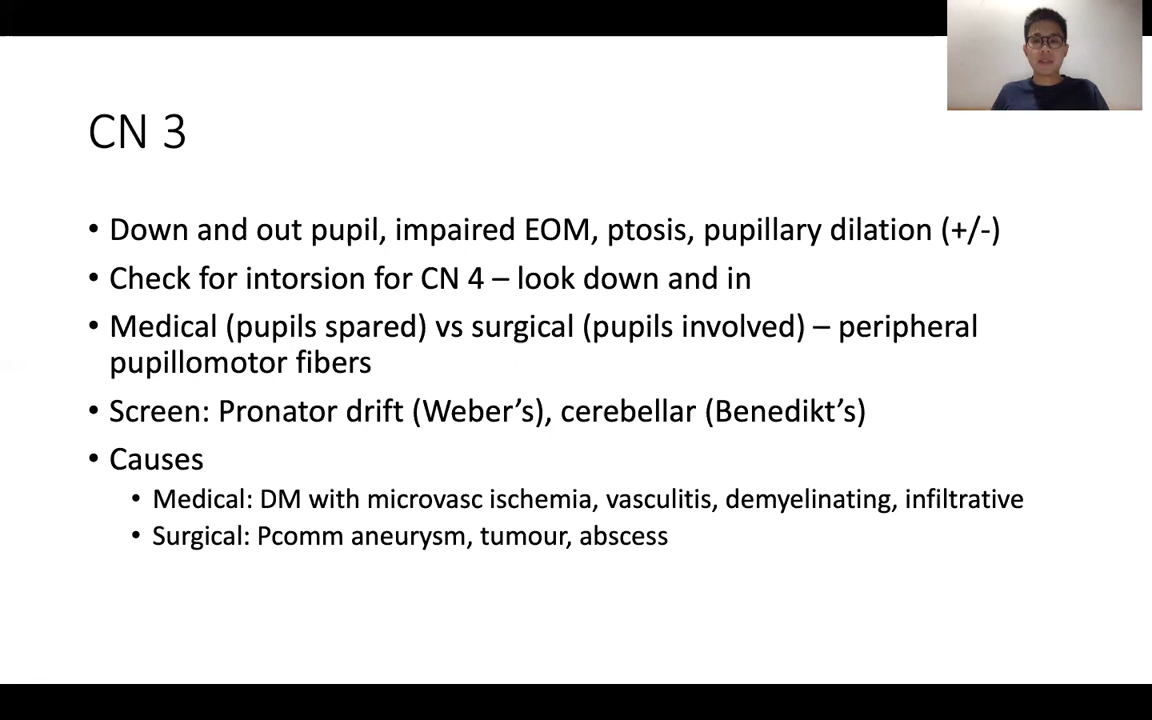 CN 3
• Down and out pupil, impaired EOM, ptosis, pupillary dilation (+/-)
• Check for intorsion for CN 4 – look down and in
• Medical (pupils spared) vs surgical (pupils involved) – peripheral
pupillomotor fibers
• Screen: Pronator drift (Weber’s), cerebellar (Benedikt’s)
• Causes
• Medical: DM with microvasc ischemia, vasculitis, demyelinating, infiltrative
• Surgical: Pcomm aneurysm, tumour, abscess